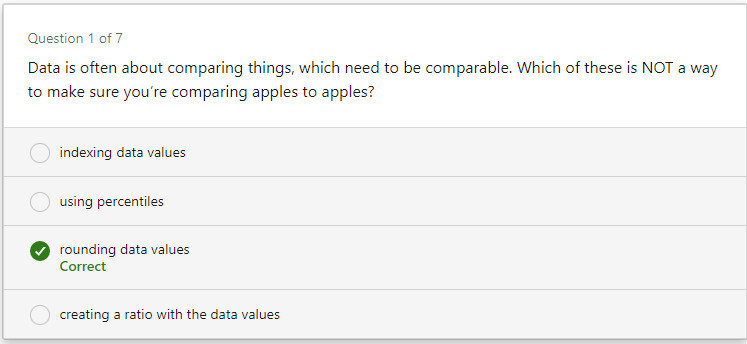 Question 1 of 7
Data is often about comparing things, which need to be comparable. Which of these is NOT a way
to make sure you're comparing apples to apples?
indexing data values
using percentiles
rounding data values
Correct
creating a ratio with the data values